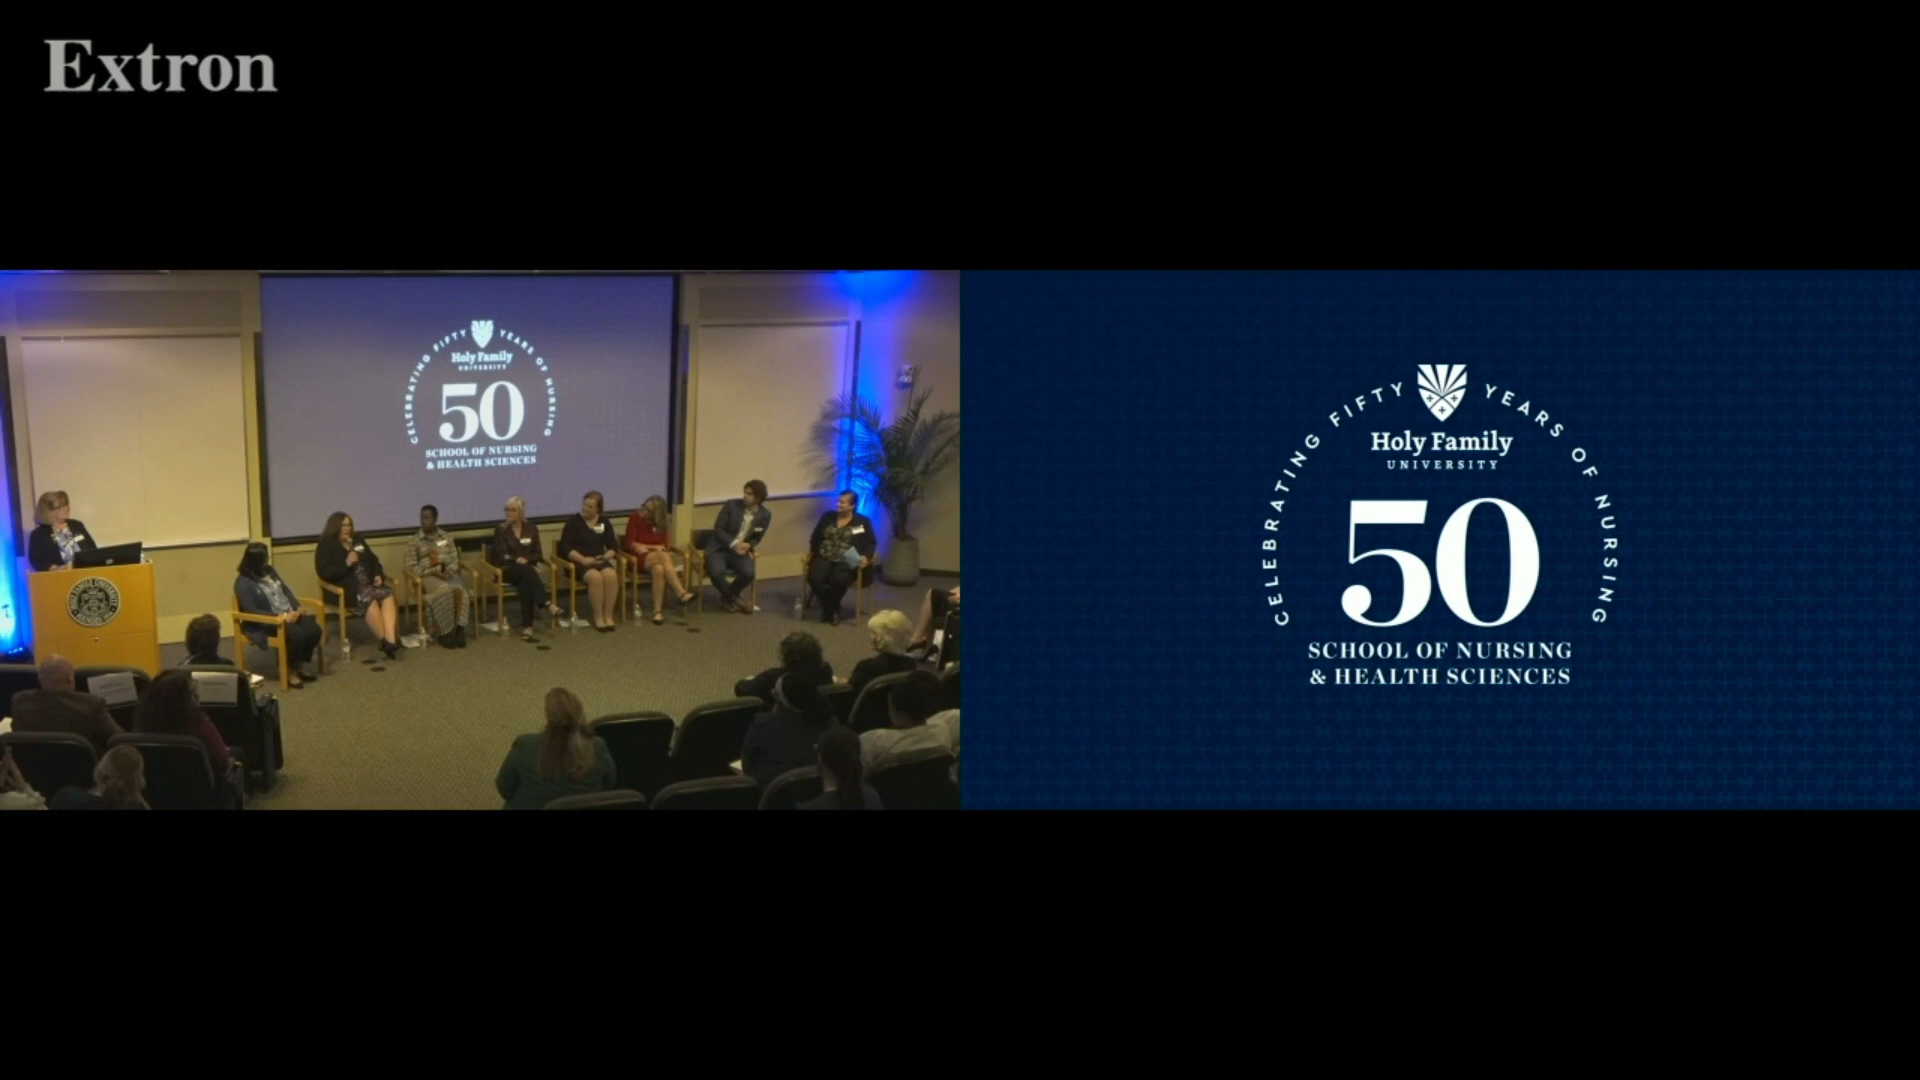 Extron
CELEBRATING FIFTY YEARS OF NURSING
Holy Family
UNIVERSITY
50
SCHOOL OF NURSING
& HEALTH SCIENCES
CELEBRATING FIFTY YEARS OF NURSING
Holy Family
UNIVERSITY
50
SCHOOL OF NURSING
& HEALTH SCIENCES